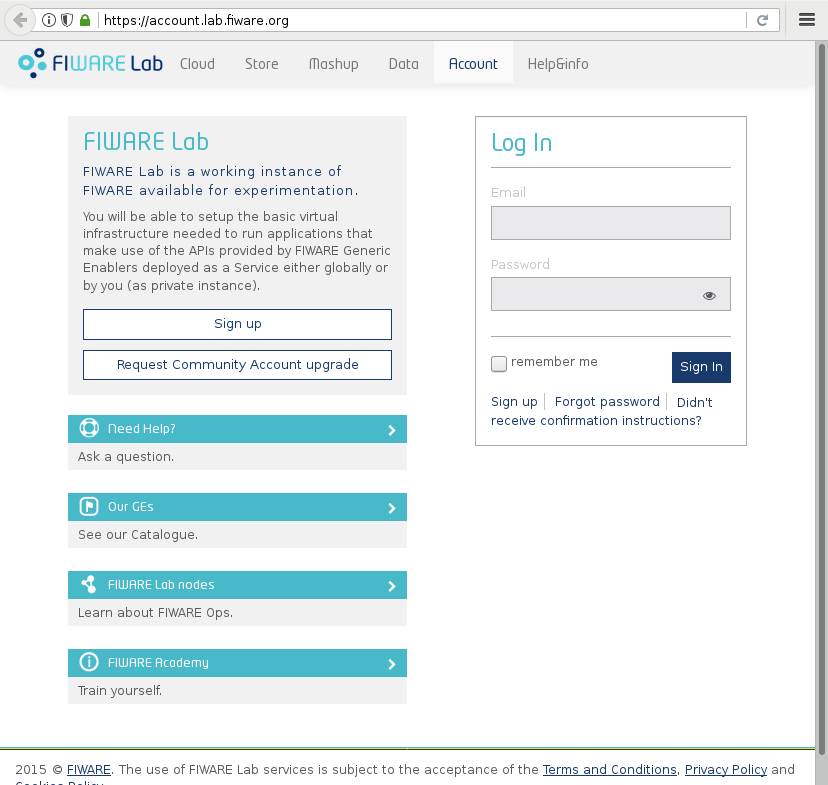 https://account.lab.fiware.org
FIWARE Lab Cloud Store Mashup Data Account Help&info
FIWARE Lab
FIWARE Lab is a working instance of
FIWARE available for experimentation.
You will be able to setup the basic virtual
infrastructure needed to run applications that
make use of the APIs provided by FIWARE Generic
Enablers deployed as a Service either globally or
by you (as private instance).
Sign up
Request Community Account upgrade
Need Help?
Ask a question.
Our GEs
See our Catalogue.
FIWARE Lab nodes
Learn about FIWARE Ops.
FIWARE Academy
Train yourself.
Log In
Email
Password
remember me
Sign In
Sign up Forgot password Didn't
receive confirmation instructions?
2015 © FIWARE. The use of FIWARE Lab services is subject to the acceptance of the Terms and Conditions, Privacy Policy and
Cookies Policy